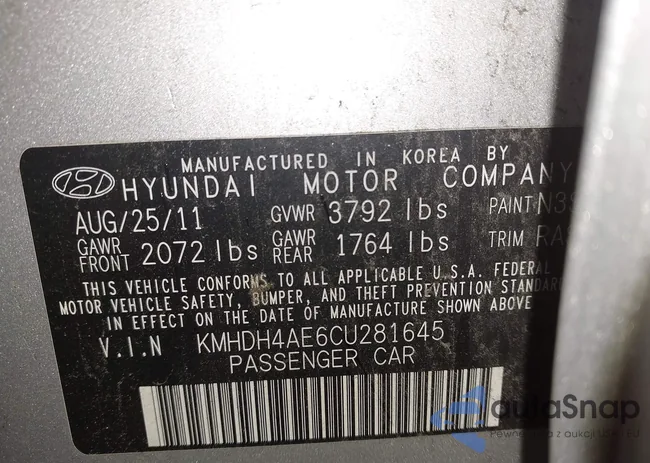 MANUFACTURED IN KOREA BY
HYUNDAI MOTOR COMPANY
AUG/25/11 GVWR 3792 lbs PAINT
GAWR FRONT 2072 lbs GAWR REAR 1764 lbs TRIM
THIS VEHICLE CONFORMS TO ALL APPLICABLE U.S.A. FEDERAL
MOTOR VEHICLE SAFETY, BUMPER, AND THEFT PREVENTION
IN EFFECT ON THE DATE OF MANUFACTURE SHOWN ABOVE
V.I.N KMHDH4AE6CU281645
PASSENGER CAR
autaSnap